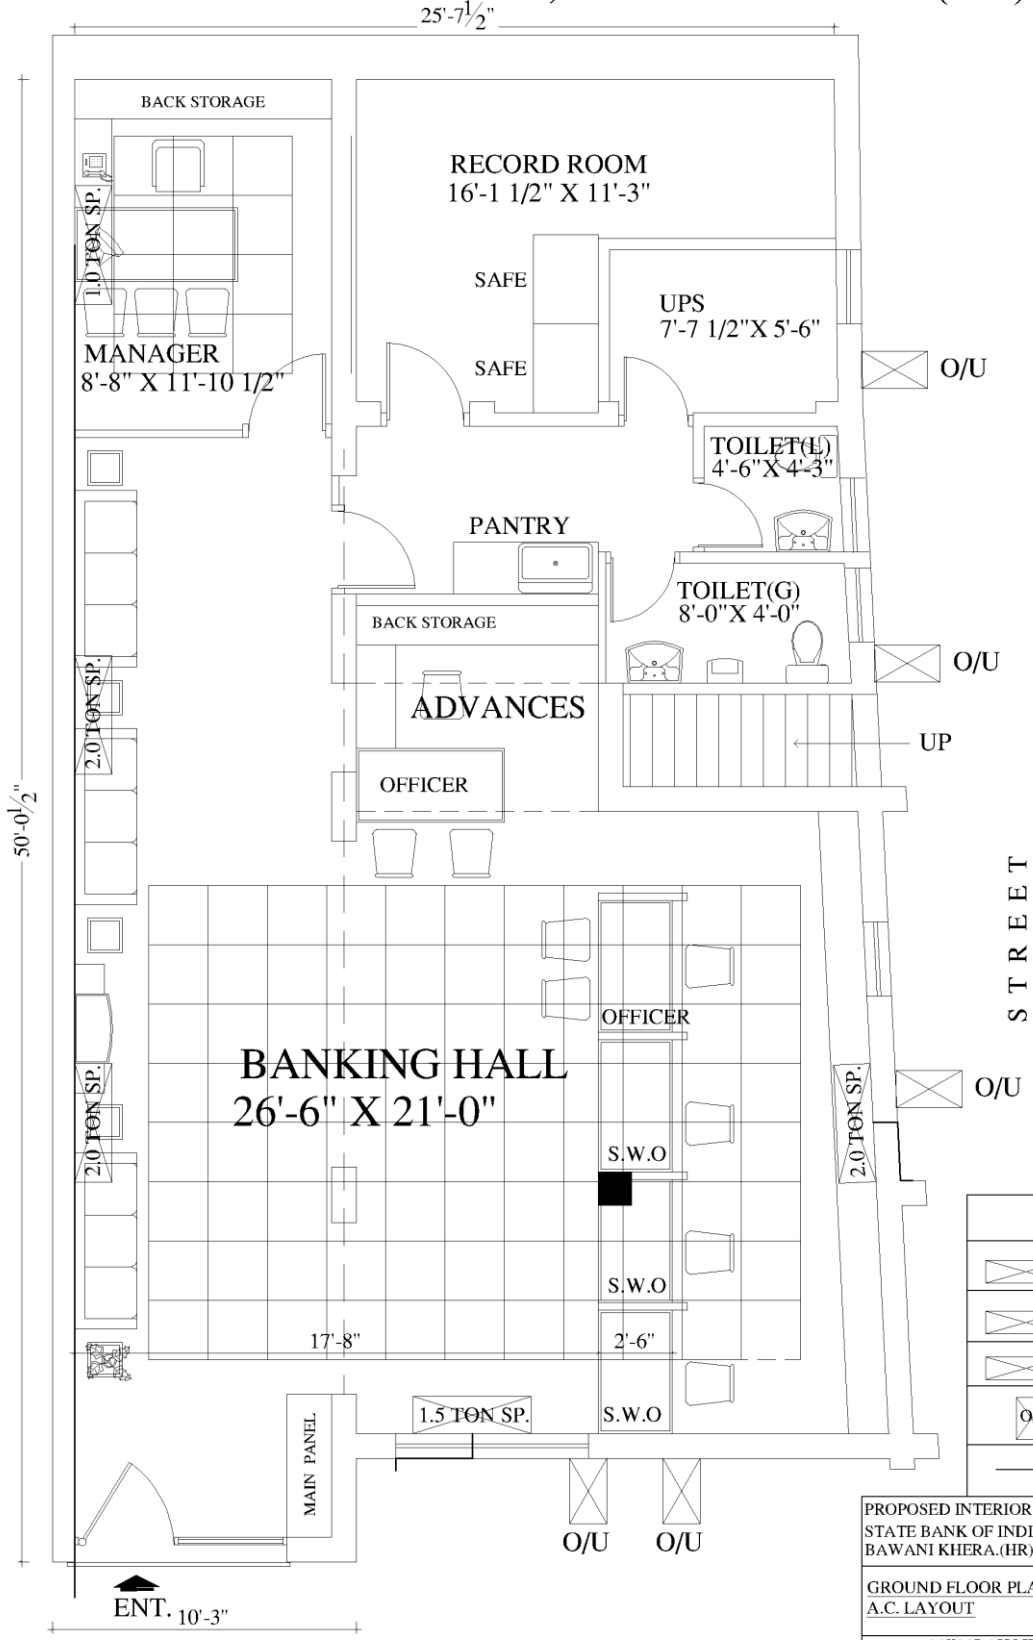 25'-7½"
BACK STORAGE
RECORD ROOM
16'-1 1/2" X 11'-3"
1.0 TON SP.
SAFE
UPS
7'-7 1/2"X 5'-6"
MANAGER
8'-8" X 11'-10 1/2"
SAFE
O/U
TOILET(L)
4'-6"X 4'-3"
PANTRY
TOILET(G)
8'-0"X 4'-0"
BACK STORAGE
O/U
2.0 TON SP.
ADVANCES
UP
OFFICER
50'-0½"
STREET
OFFICER
BANKING HALL
26'-6" X 21'-0"
O/U
2.0 TON SP.
2.0 TON SP.
S.W.O
S.W.O
17'-8"
2'-6"
1.5 TON SP.
S.W.O
MAIN PANEL
O/U
O/U
PROPOSED INTERIOR
STATE BANK OF INDI
BAWANI KHERA.(HR)
GROUND FLOOR PLA
A.C. LAYOUT
ENT.
10'-3"